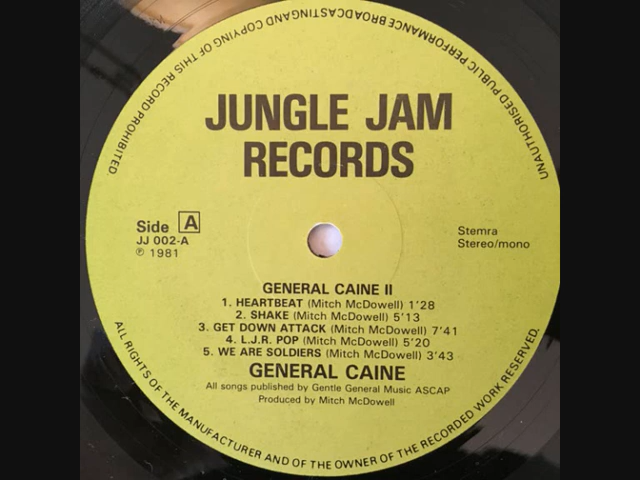 UNAUTHORISED PUBLIC PERFORMANCE BROADCASTING AND COPYING OF THIS RECORD PROHIBITED
JUNGLE JAM
RECORDS
Side A
JJ 002-A
℗ 1981
Stemra
Stereo/mono
GENERAL CAINE II
1. HEARTBEAT (Mitch McDowell) 1'28
2. SHAKE (Mitch McDowell) 5'13
3. GET DOWN ATTACK (Mitch McDowell) 7'41
4. L.J.R. POP (Mitch McDowell) 5'20
5. WE ARE SOLDIERS (Mitch McDowell) 3'43
GENERAL CAINE
All songs published by Gentle General Music ASCAP
Produced by Mitch McDowell
ALL RIGHTS OF THE MANUFACTURER AND OF THE OWNER OF THE RECORDED WORK RESERVED.